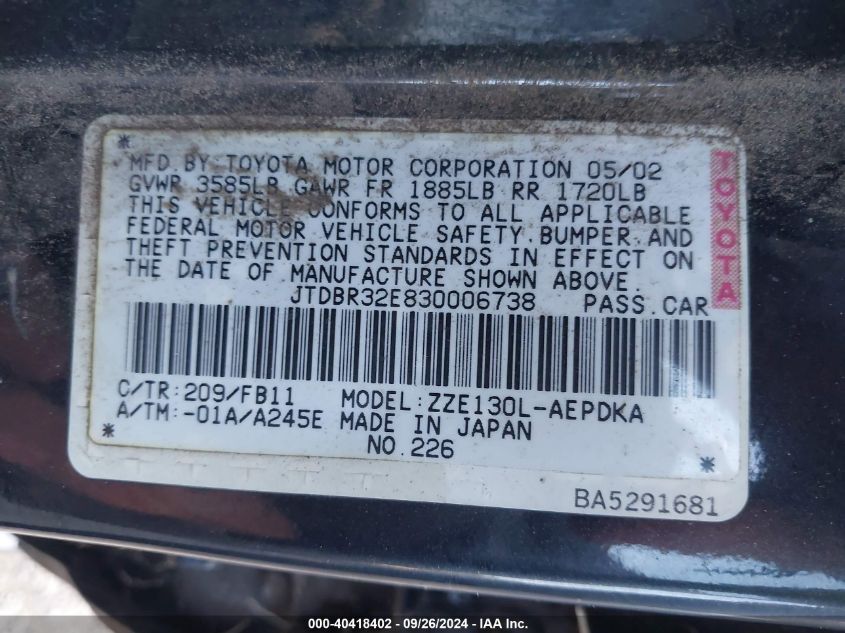 *
MFD BY TOYOTA MOTOR CORPORATION 05/02
GVWR 3585LB GAWR FR 1885LB RR 1720LB
THIS VEHICLE CONFORMS TO ALL APPLICABLE
FEDERAL MOTOR VEHICLE SAFETY, BUMPER, AND
THEFT PREVENTION STANDARDS IN EFFECT ON
THE DATE OF MANUFACTURE SHOWN ABOVE.
TOYOTA
JTDBR32E830006738 PASS. CAR
C/TR:209/FB11 MODEL:ZZE130L-AEPDKA
A/TM:-01A/A245E MADE IN JAPAN
* NO.226 *
BA5291681
000-40418402 - 09/26/2024 - IAA Inc.